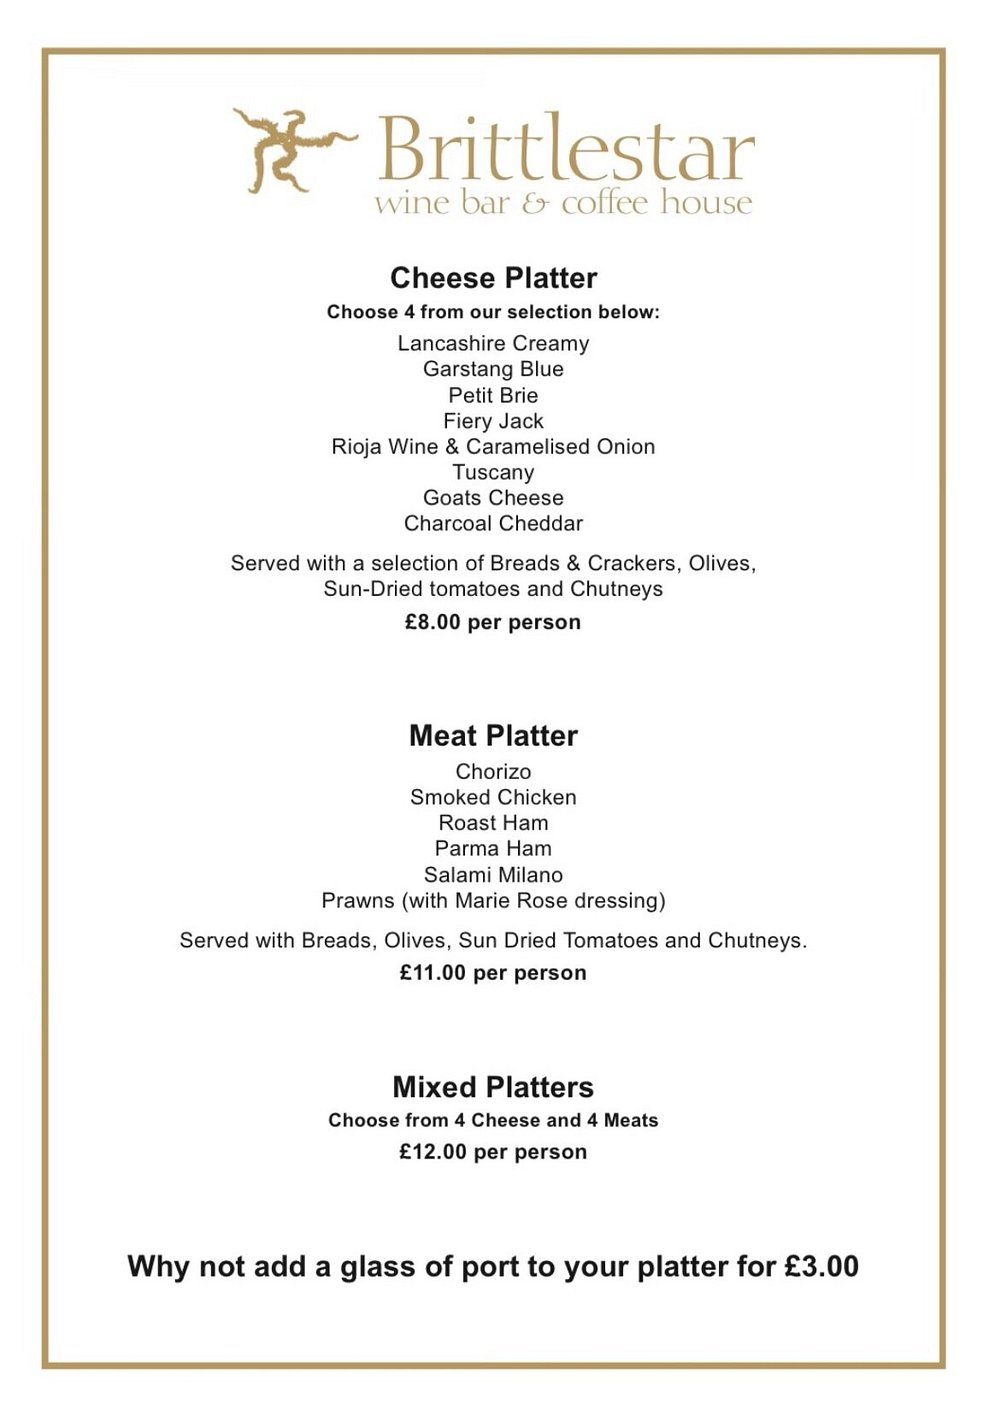 Brittlestar
wine bar & coffee house
Cheese Platter
Choose 4 from our selection below:
Lancashire Creamy
Garstang Blue
Petit Brie
Fiery Jack
Rioja Wine & Caramelised Onion
Tuscany
Goats Cheese
Charcoal Cheddar
Served with a selection of Breads & Crackers, Olives,
Sun-Dried tomatoes and Chutneys
£8.00 per person
Meat Platter
Chorizo
Smoked Chicken
Roast Ham
Parma Ham
Salami Milano
Prawns (with Marie Rose dressing)
Served with Breads, Olives, Sun Dried Tomatoes and Chutneys.
£11.00 per person
Mixed Platters
Choose from 4 Cheese and 4 Meats
£12.00 per person
Why not add a glass of port to your platter for £3.00